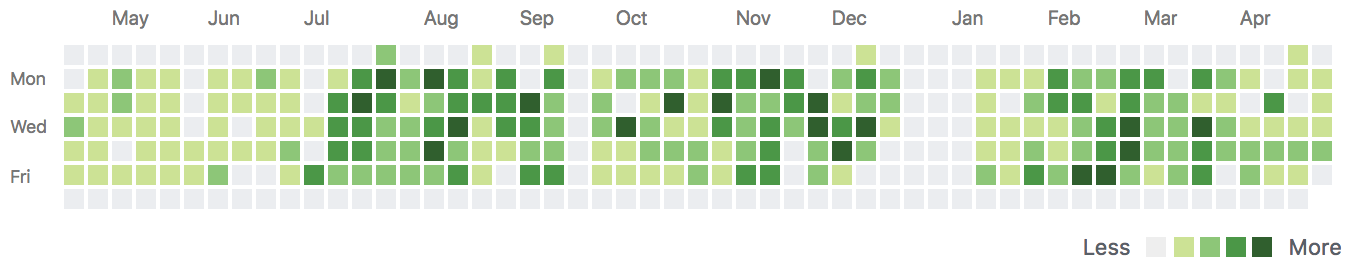 May Jun Jul Aug Sep Oct Nov Dec Jan Feb Mar Apr
Mon
Wed
Fri
Less More